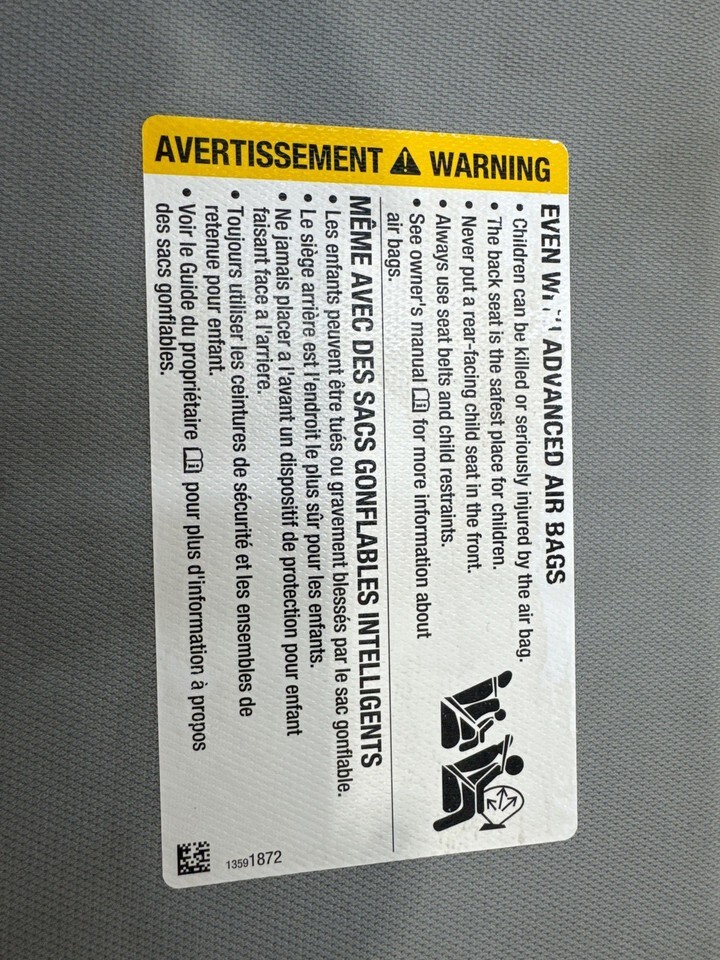 AVERTISSEMENT WARNING
EVEN WITH ADVANCED AIR BAGS
• Children can be killed or seriously injured by the air bag.
• The back seat is the safest place for children.
• Never put a rear-facing child seat in the front.
• Always use seat belts and child restraints.
• See owner's manual for more information about
air bags.
MÊME AVEC DES SACS GONFLABLES INTELLIGENTS
• Les enfants peuvent être tués ou gravement blessés par le sac gonflable.
• Le siège arrière est l'endroit le plus sûr pour les enfants.
• Ne jamais placer a l'avant un dispositif de protection pour enfant
faisant face a l'arriere.
• Toujours utiliser les ceintures de sécurité et les ensembles de
retenue pour enfant.
• Voir le Guide du propriétaire pour plus d'information à propos
des sacs gonflables.
13591872